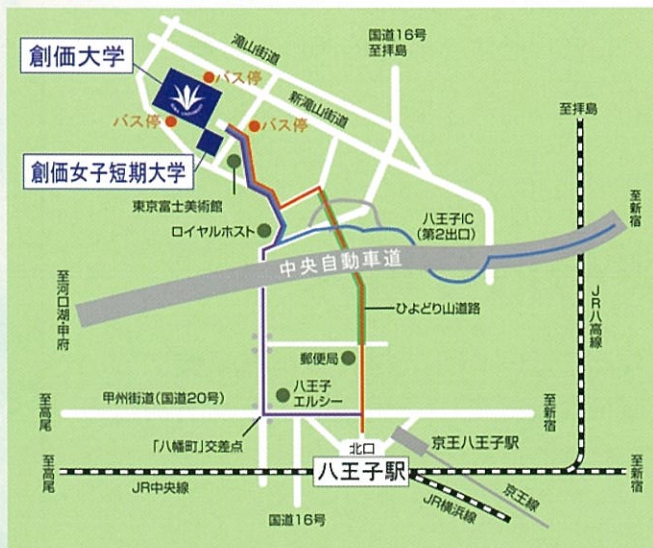 国道16号
至拝島
滝山街道
創価大学
バス停
新滝山街道
バス停
バス停
至拝島
創価女子短期大学
東京富士美術館
ロイヤルホスト
八王子IC
(第2出口)
至新宿
中央自動車道
至河口湖・甲府
ひよどり山道路
JR八高線
郵便局
八王子
エルシー
甲州街道(国道20号)
至高尾
至新宿
「八幡町」交差点
北口
京王八王子駅
至高尾
八王子駅
至新宿
JR中央線
京王線
JR横浜線
国道16号